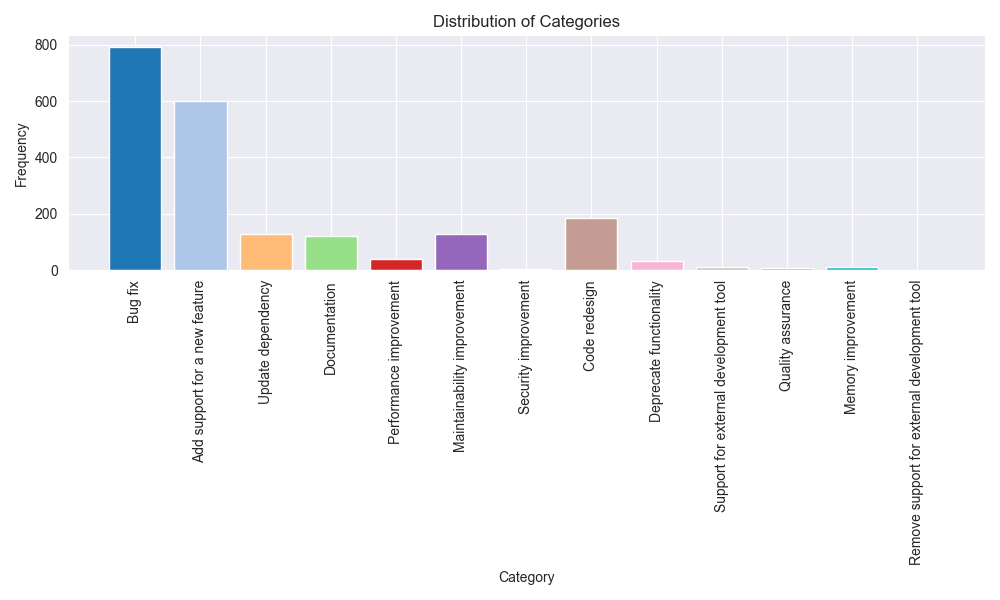 Distribution of Categories
Frequency
800
600
400
200
0
Bug fix
Add support for a new feature
Update dependency
Documentation
Performance improvement
Maintainability improvement
Security improvement
Code redesign
Deprecate functionality
Support for external development tool
Quality assurance
Memory improvement
Remove support for external development tool
Category